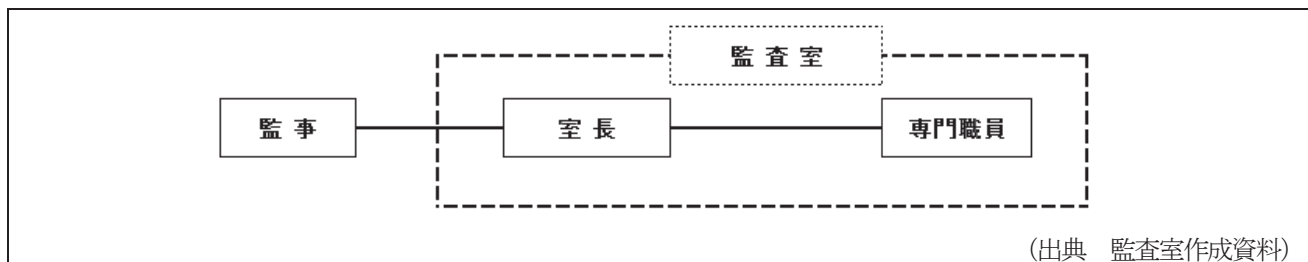 監 査 室
監 事
室 長
専門職員
（出典　監査室作成資料）